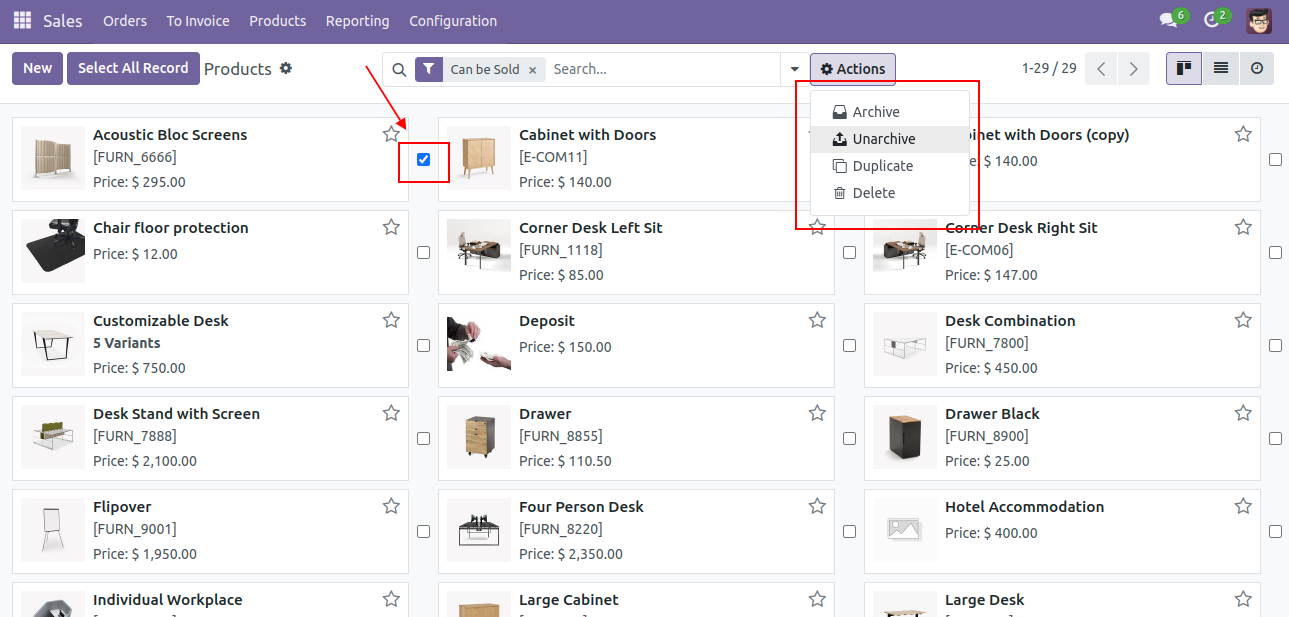 Sales Orders To Invoice Products Reporting Configuration 6 2
New Select All Record Products Can be Sold × Search... Actions 1-29 / 29
Archive
Unarchive
Duplicate
Delete
Acoustic Bloc Screens
[FURN_6666]
Price: $ 295.00
Cabinet with Doors
[E-COM11]
Price: $ 140.00
inet with Doors (copy)
e: $ 140.00
Chair floor protection
Price: $ 12.00
Corner Desk Left Sit
[FURN_1118]
Price: $ 85.00
Corner Desk Right Sit
[E-COM06]
Price: $ 147.00
Customizable Desk
5 Variants
Price: $ 750.00
Deposit
Price: $ 150.00
Desk Combination
[FURN_7800]
Price: $ 450.00
Desk Stand with Screen
[FURN_7888]
Price: $ 2,100.00
Drawer
[FURN_8855]
Price: $ 110.50
Drawer Black
[FURN_8900]
Price: $ 25.00
Flipover
[FURN_9001]
Price: $ 1,950.00
Four Person Desk
[FURN_8220]
Price: $ 2,350.00
Hotel Accommodation
Price: $ 400.00
Individual Workplace
Large Cabinet
Large Desk